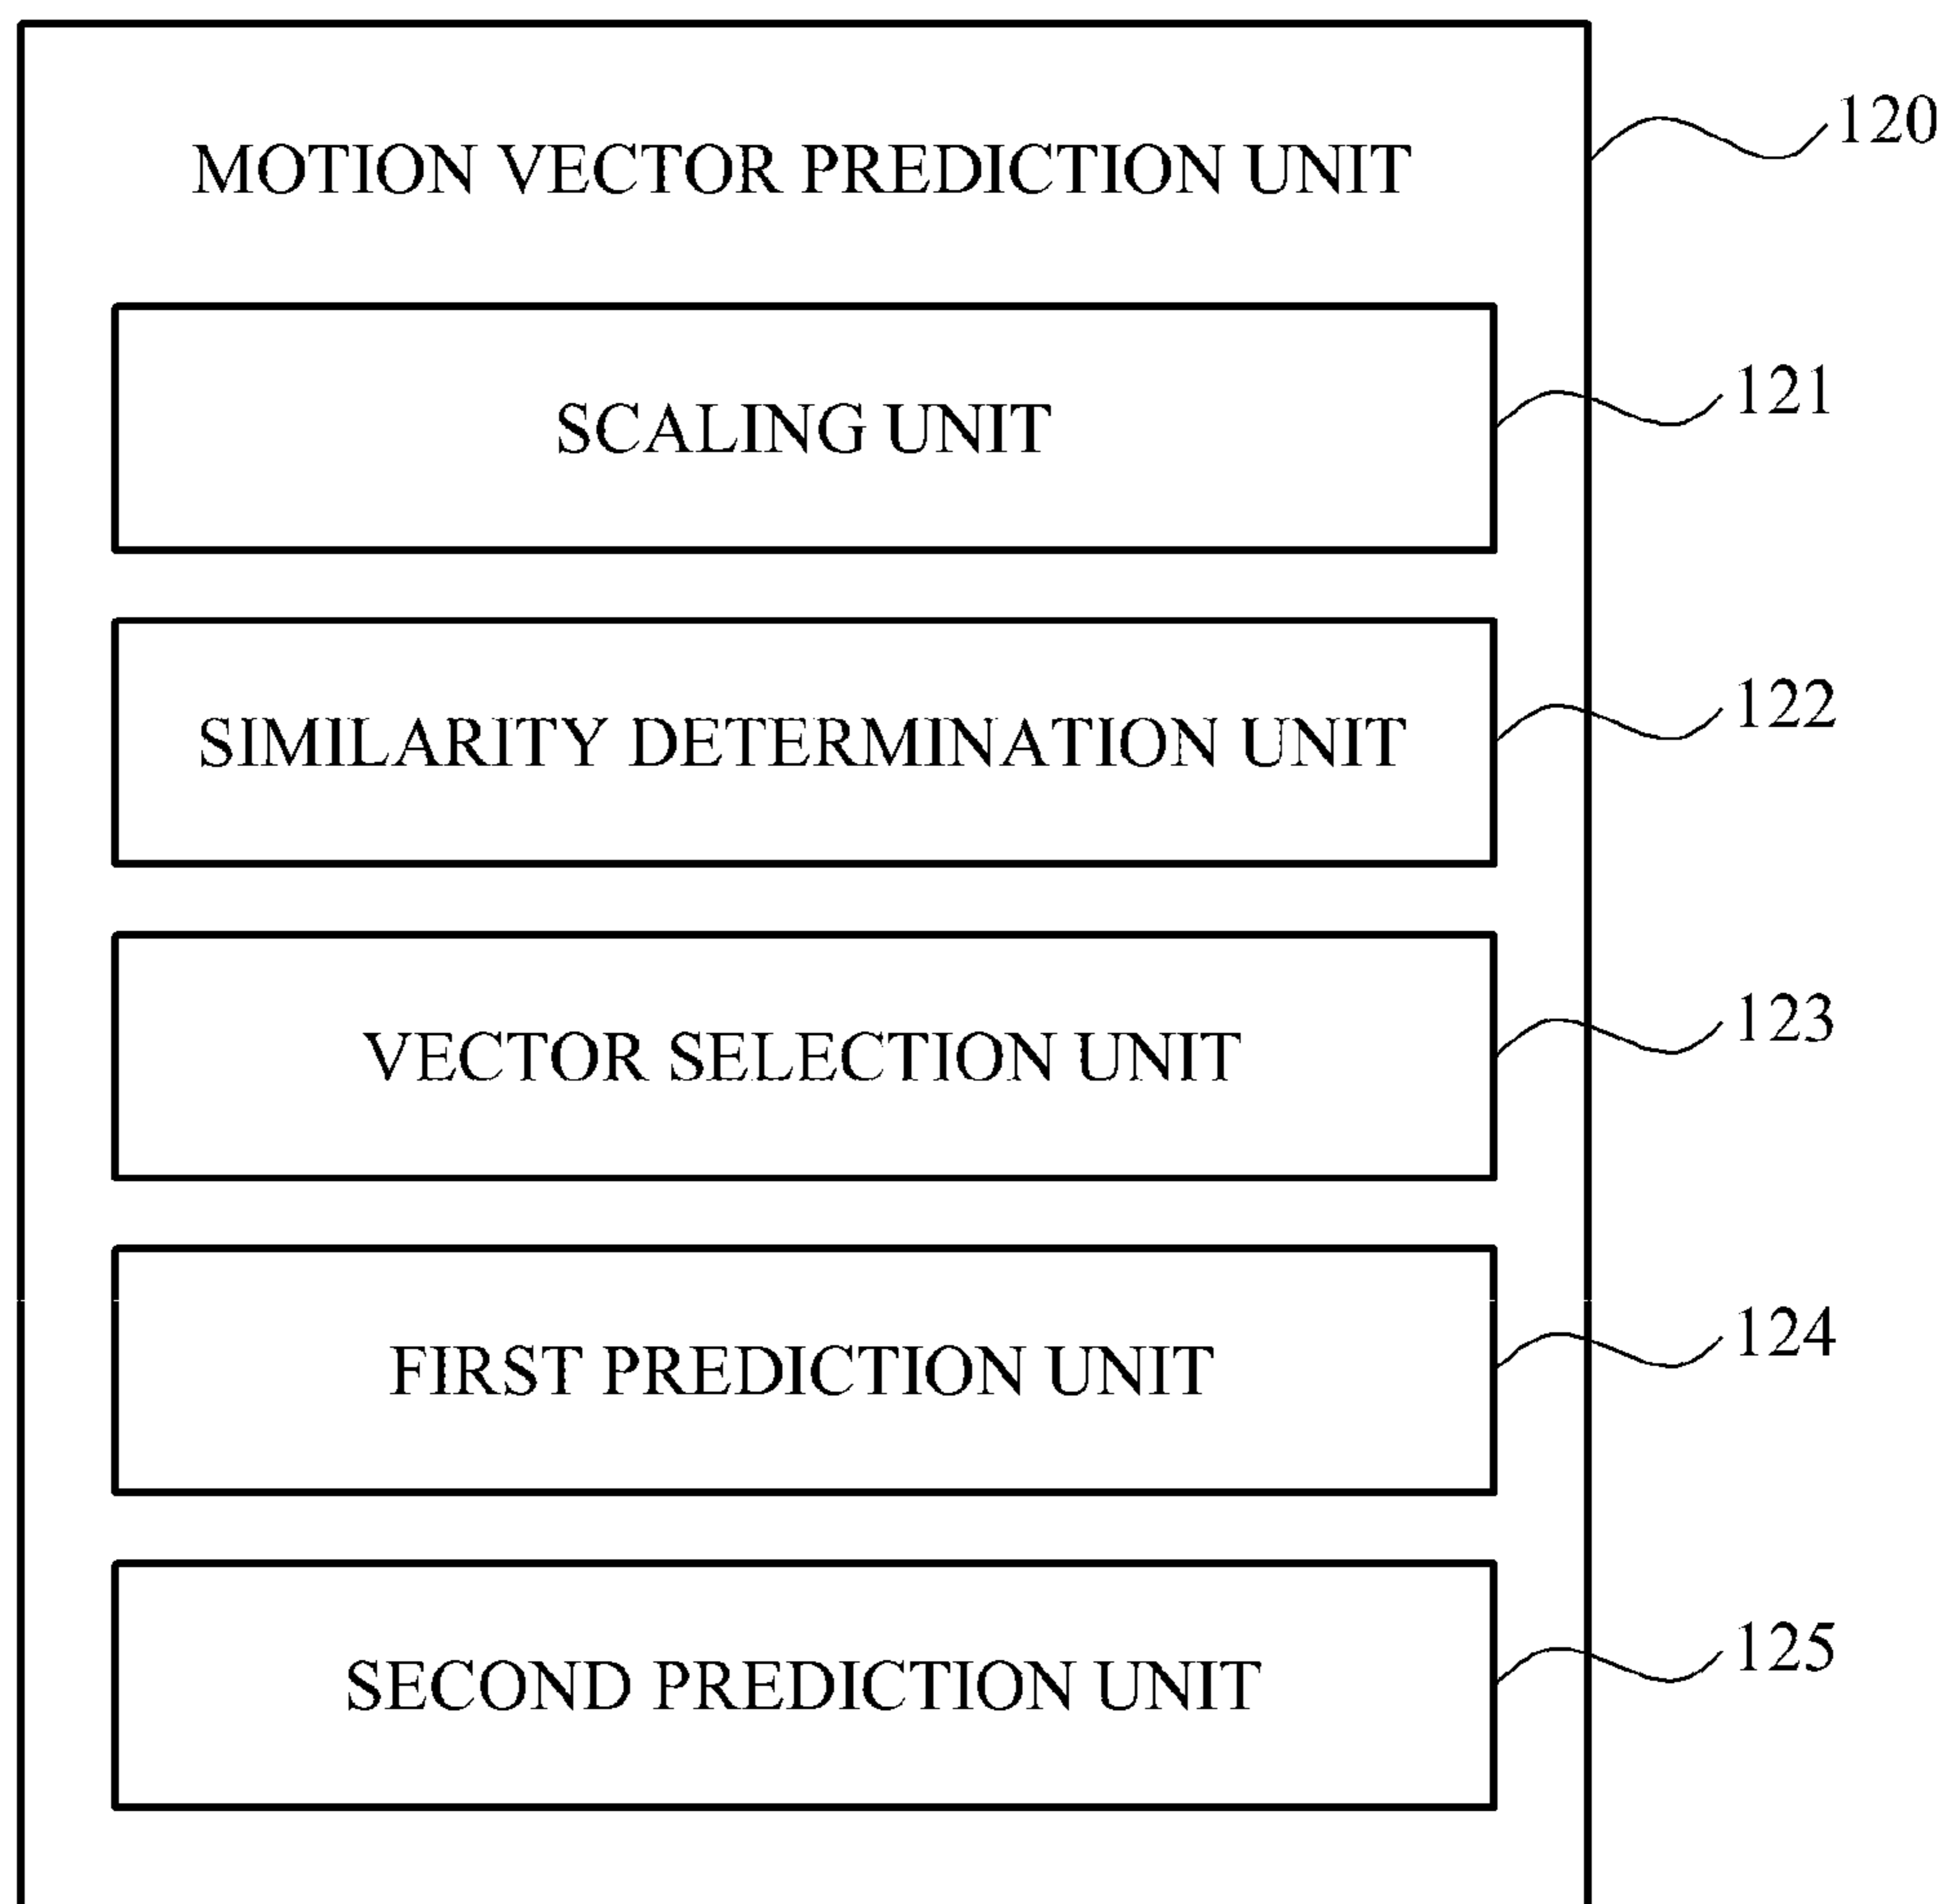 MOTION VECTOR PREDICTION UNIT
120
SCALING UNIT
121
SIMILARITY DETERMINATION UNIT
122
VECTOR SELECTION UNIT
123
FIRST PREDICTION UNIT
124
SECOND PREDICTION UNIT
125